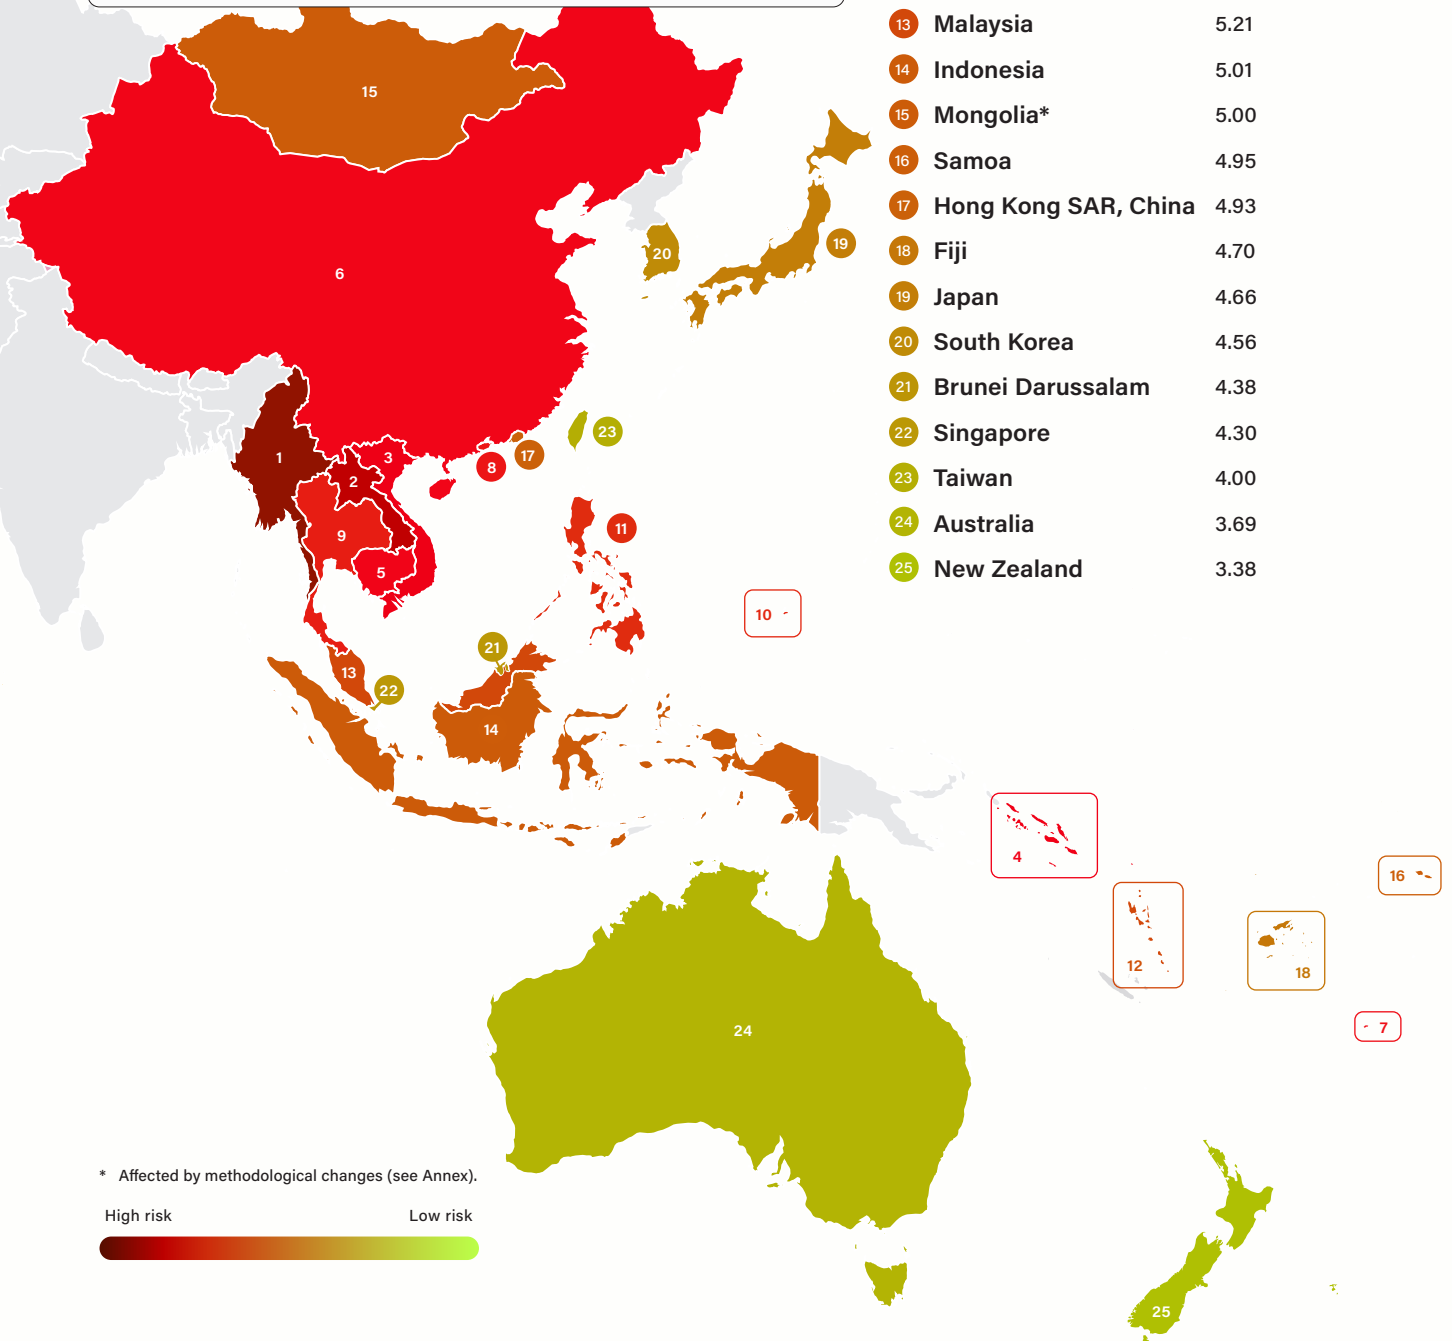 13 Malaysia 5.21
14 Indonesia 5.01
15 Mongolia* 5.00
16 Samoa 4.95
17 Hong Kong SAR, China 4.93
18 Fiji 4.70
19 Japan 4.66
20 South Korea 4.56
21 Brunei Darussalam 4.38
22 Singapore 4.30
23 Taiwan 4.00
24 Australia 3.69
25 New Zealand 3.38
15
19
20
6
23
17
3
1
8
2
11
9
5
10
21
13
22
14
4
16
12
18
24
7
25
* Affected by methodological changes (see Annex).
High risk Low risk